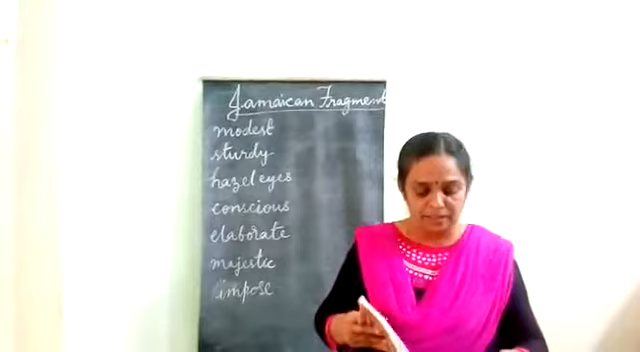 Jamaican Fragment
modest
sturdy-
hazel eyes
conscious
elaborate
majestic
impose